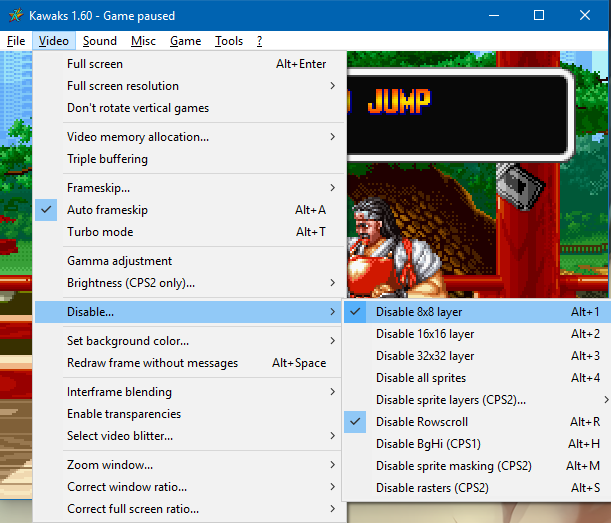 Kawaks 1.60 - Game paused
File Video Sound Misc Game Tools ?
Full screen Alt+Enter
Full screen resolution
Don't rotate vertical games
Video memory allocation...
Triple buffering
Frameskip...
Auto frameskip Alt+A
Turbo mode Alt+T
Gamma adjustment
Brightness (CPS2 only)...
Disable...
Set background color...
Redraw frame without messages Alt+Space
Interframe blending
Enable transparencies
Select video blitter...
Zoom window...
Correct window ratio...
Correct full screen ratio...
JUMP
Disable 8x8 layer Alt+1
Disable 16x16 layer Alt+2
Disable 32x32 layer Alt+3
Disable all sprites Alt+4
Disable sprite layers (CPS2)...
Disable Rowscroll Alt+R
Disable BgHi (CPS1) Alt+H
Disable sprite masking (CPS2) Alt+M
Disable rasters (CPS2) Alt+S